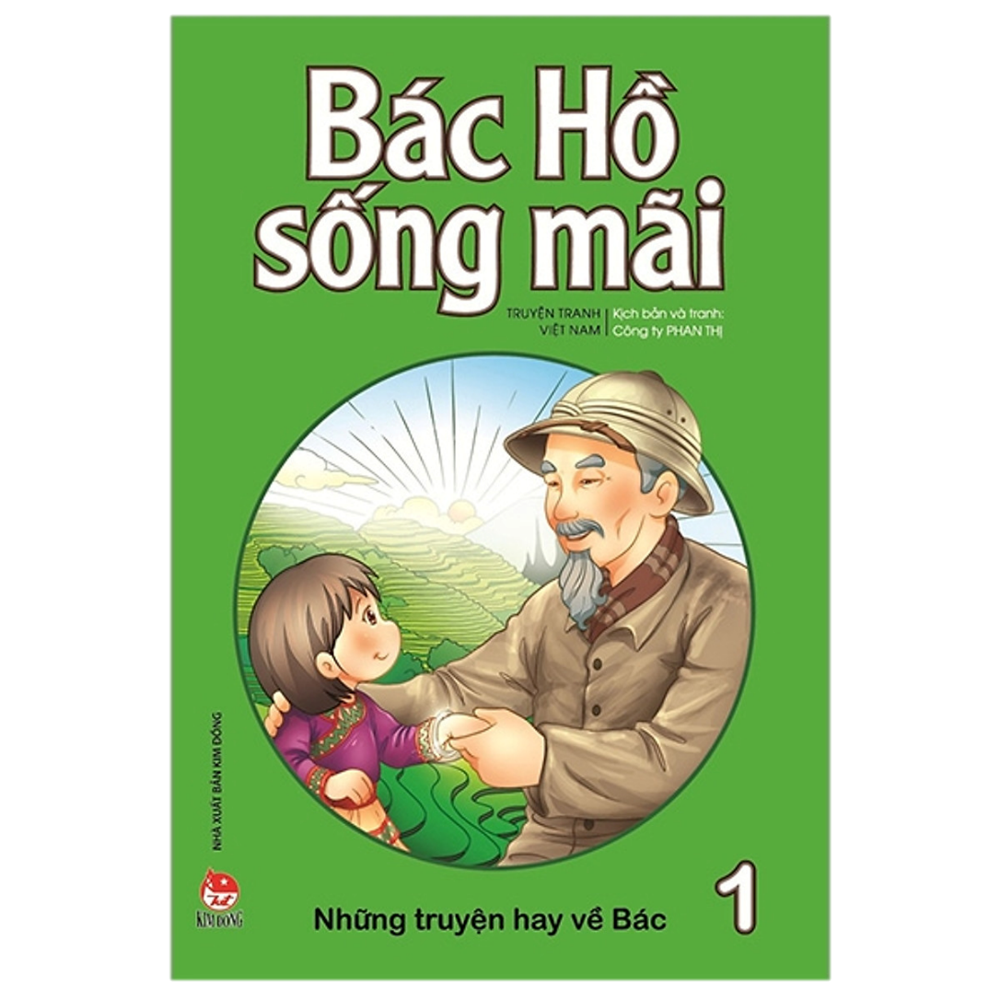 Bác Hồ
sống mãi
TRUYỆN TRANH
VIỆT NAM
Kịch bản và tranh:
Công ty PHAN THỊ
NHÀ XUẤT BẢN KIM ĐỒNG
KIM ĐỒNG
Những truyện hay về Bác
1